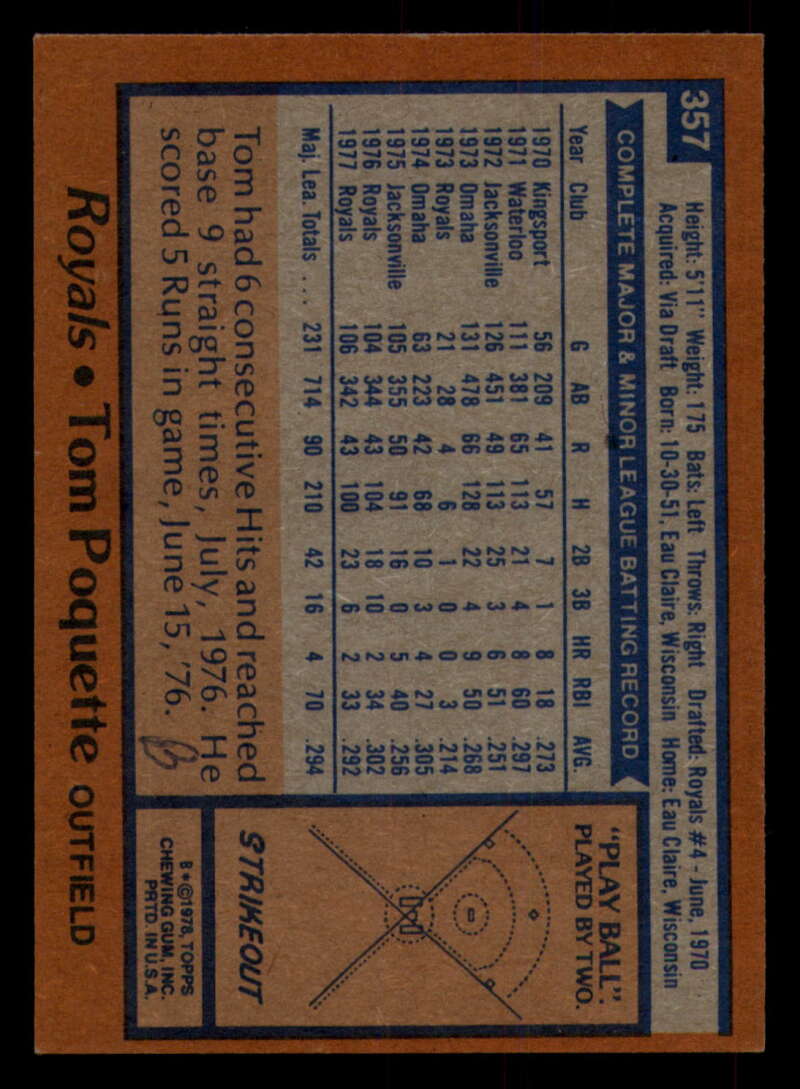 357
Height: 5'11" Weight: 175 Bats: Left Throws: Right Drafted: Royals #4 - June, 1970
Acquired: Via Draft Born: 10-30-51, Eau Claire, Wisconsin Home: Eau Claire, Wisconsin
COMPLETE MAJOR & MINOR LEAGUE BATTING RECORD
Year Club G AB R H 2B 3B HR RBI AVG.
1970 Kingsport 56 209 41 57 7 1 8 18 .273
1971 Waterloo 111 381 65 113 21 4 8 60 .297
1972 Jacksonville 126 451 49 113 25 3 6 51 .251
1973 Omaha 131 478 66 128 22 4 9 50 .268
1973 Royals 21 28 4 6 1 0 0 3 .214
1974 Omaha 63 223 42 68 10 3 4 27 .305
1975 Jacksonville 105 355 50 91 16 0 5 40 .256
1976 Royals 104 344 43 104 18 10 2 34 .302
1977 Royals 106 342 43 100 23 6 2 33 .292
Maj. Lea. Totals . . . 231 714 90 210 42 16 4 70 .294
Tom had 6 consecutive Hits and reached
base 9 straight times, July, 1976. He
scored 5 Runs in game, June 15, '76.
"PLAY BALL"
PLAYED BY TWO.
STRIKEOUT
B*©1978, TOPPS
CHEWING GUM, INC.
PRTD. IN U.S.A.
Royals • Tom Poquette OUTFIELD